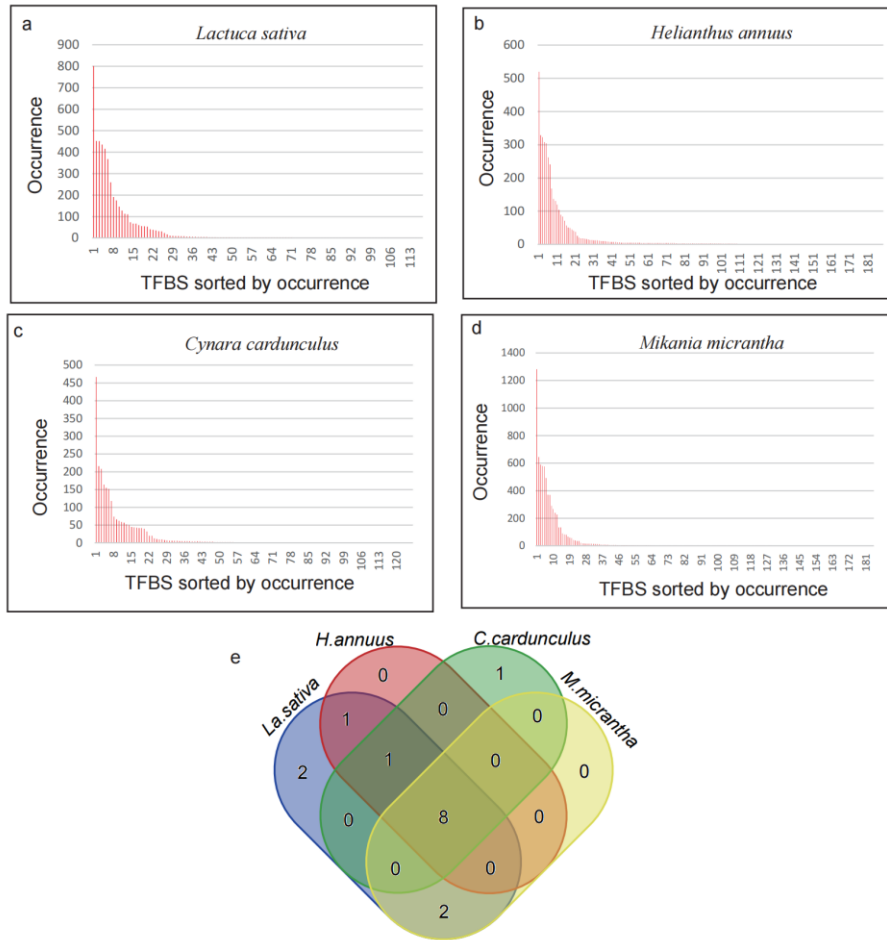 a
Lactuca sativa
900
800
700
600
500
400
300
200
100
0
Occurrence
1 8 15 22 29 36 43 50 57 64 71 78 85 92 99 106 113
TFBS sorted by occurrence
b
Helianthus annuus
600
500
400
300
200
100
0
Occurrence
1 11 21 31 41 51 61 71 81 91 101 111 121 131 141 151 161 171 181
TFBS sorted by occurrence
c
Cynara cardunculus
500
450
400
350
300
250
200
150
100
50
0
Occurrence
1 8 15 22 29 36 43 50 57 64 71 78 85 92 99 106 113 120
TFBS sorted by occurrence
d
Mikania micrantha
1400
1200
1000
800
600
400
200
0
Occurrence
1 10 19 28 37 46 55 64 73 82 91 100 109 118 127 136 145 154 163 172 181
TFBS sorted by occurrence
e
H.annuus
C.cardunculus
La.sativa
M.micrantha
0 1
1 0 0
2 1 0 0
0 8 0
0 0
2